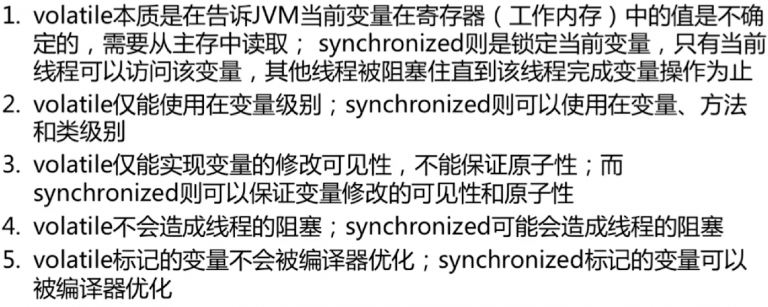 1. volatile本质是在告诉JVM当前变量在寄存器（工作内存）中的值是不确
定的，需要从主存中读取； synchronized则是锁定当前变量，只有当前
线程可以访问该变量，其他线程被阻塞住直到该线程完成变量操作为止
2. volatile仅能使用在变量级别；synchronized则可以使用在变量、方法
和类级别
3. volatile仅能实现变量的修改可见性，不能保证原子性；而
synchronized则可以保证变量修改的可见性和原子性
4. volatile不会造成线程的阻塞；synchronized可能会造成线程的阻塞
5. volatile标记的变量不会被编译器优化；synchronized标记的变量可以
被编译器优化